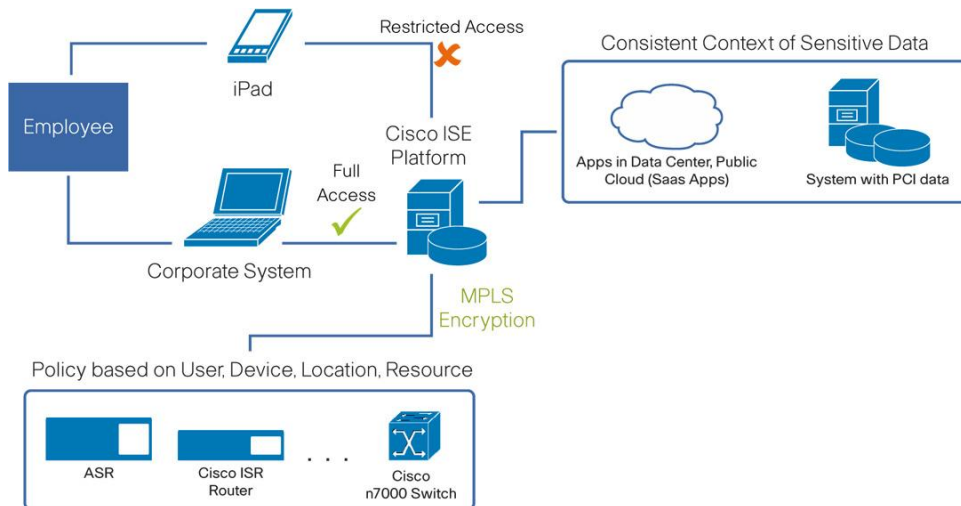 Restricted Access
Consistent Context of Sensitive Data
iPad
Employee
Cisco ISE
Platform
Apps in Data Center, Public
Cloud (Saas Apps)
System with PCI data
Full
Access
Corporate System
MPLS
Encryption
Policy based on User, Device, Location, Resource
ASR
Cisco ISR
Router
. . .
Cisco
n7000 Switch